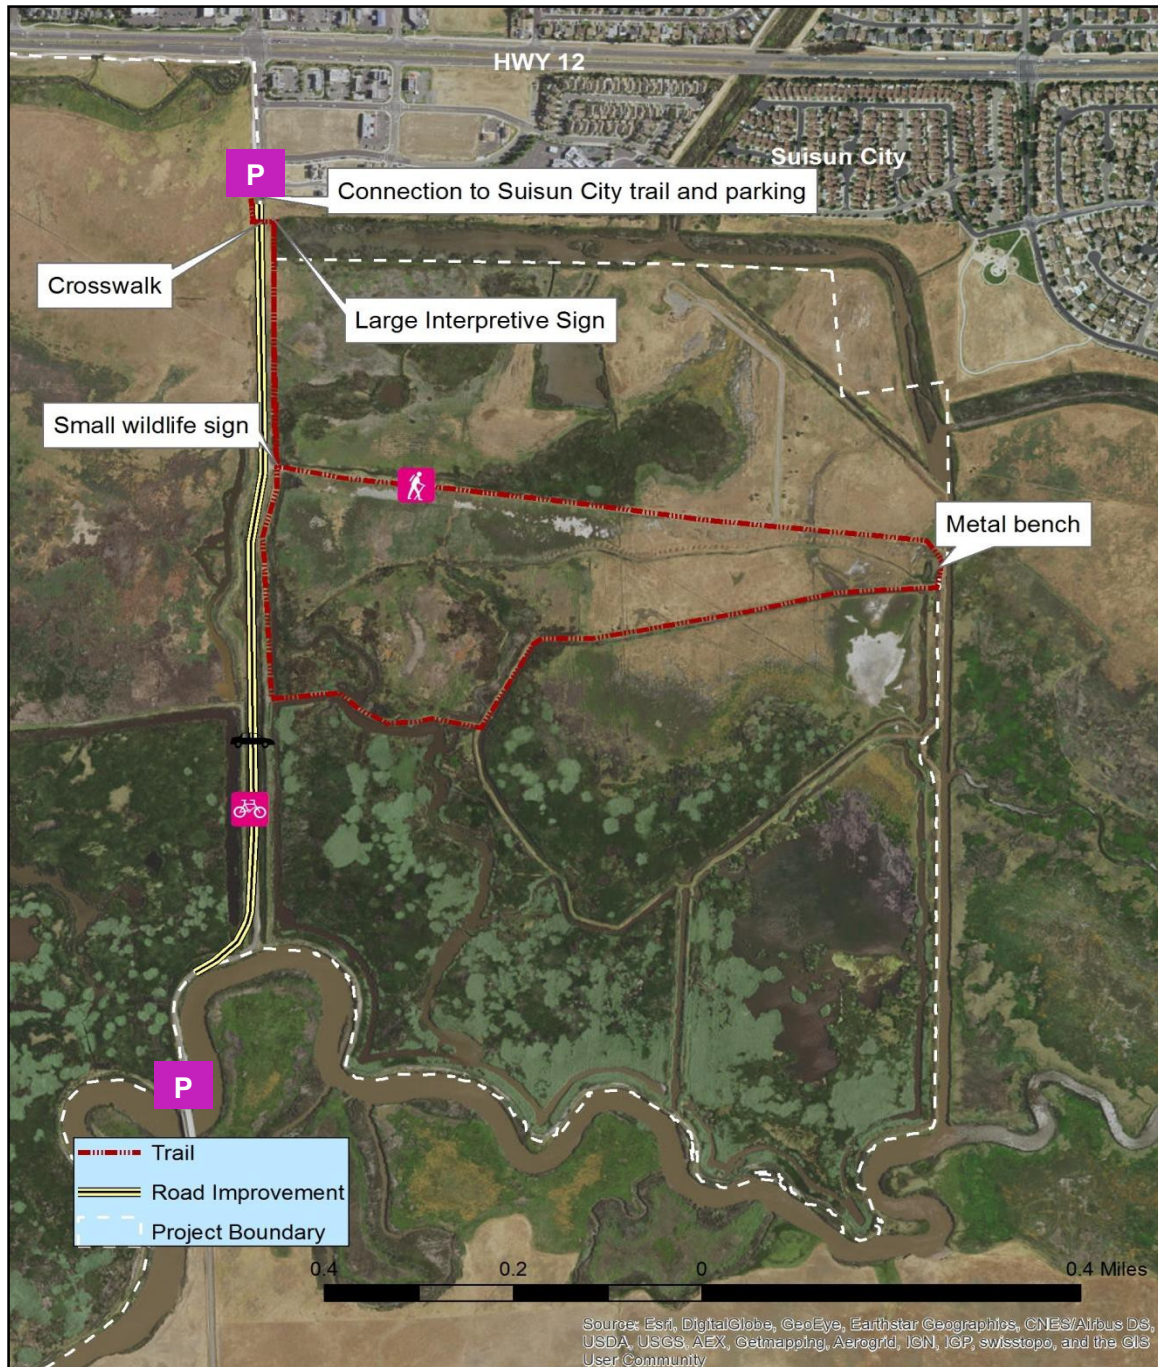 HWY 12
Suisun City
P
Connection to Suisun City trail and parking
Crosswalk
Large Interpretive Sign
Small wildlife sign
Metal bench
P
Trail
Road Improvement
Project Boundary
0.4 0.2 0 0.4 Miles
Source: Esri, DigitalGlobe, GeoEye, Earthstar Geographics, CNES/Airbus DS,
USDA, USGS, AEX, Getmapping, Aerogrid, IGN, IGP, swisstopo, and the GIS
User Community